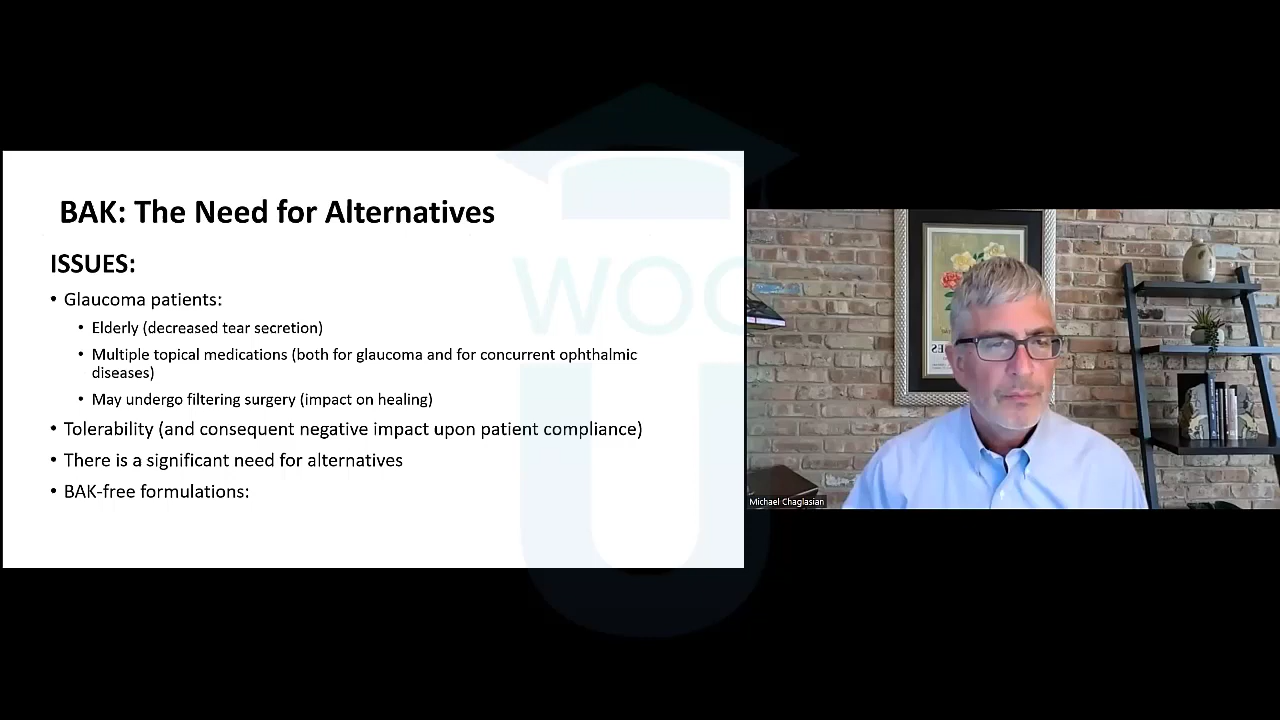 BAK: The Need for Alternatives
ISSUES:
• Glaucoma patients:
• Elderly (decreased tear secretion)
• Multiple topical medications (both for glaucoma and for concurrent ophthalmic
diseases)
• May undergo filtering surgery (impact on healing)
• Tolerability (and consequent negative impact upon patient compliance)
• There is a significant need for alternatives
• BAK-free formulations:
WOC
U
Michael Chaglasian